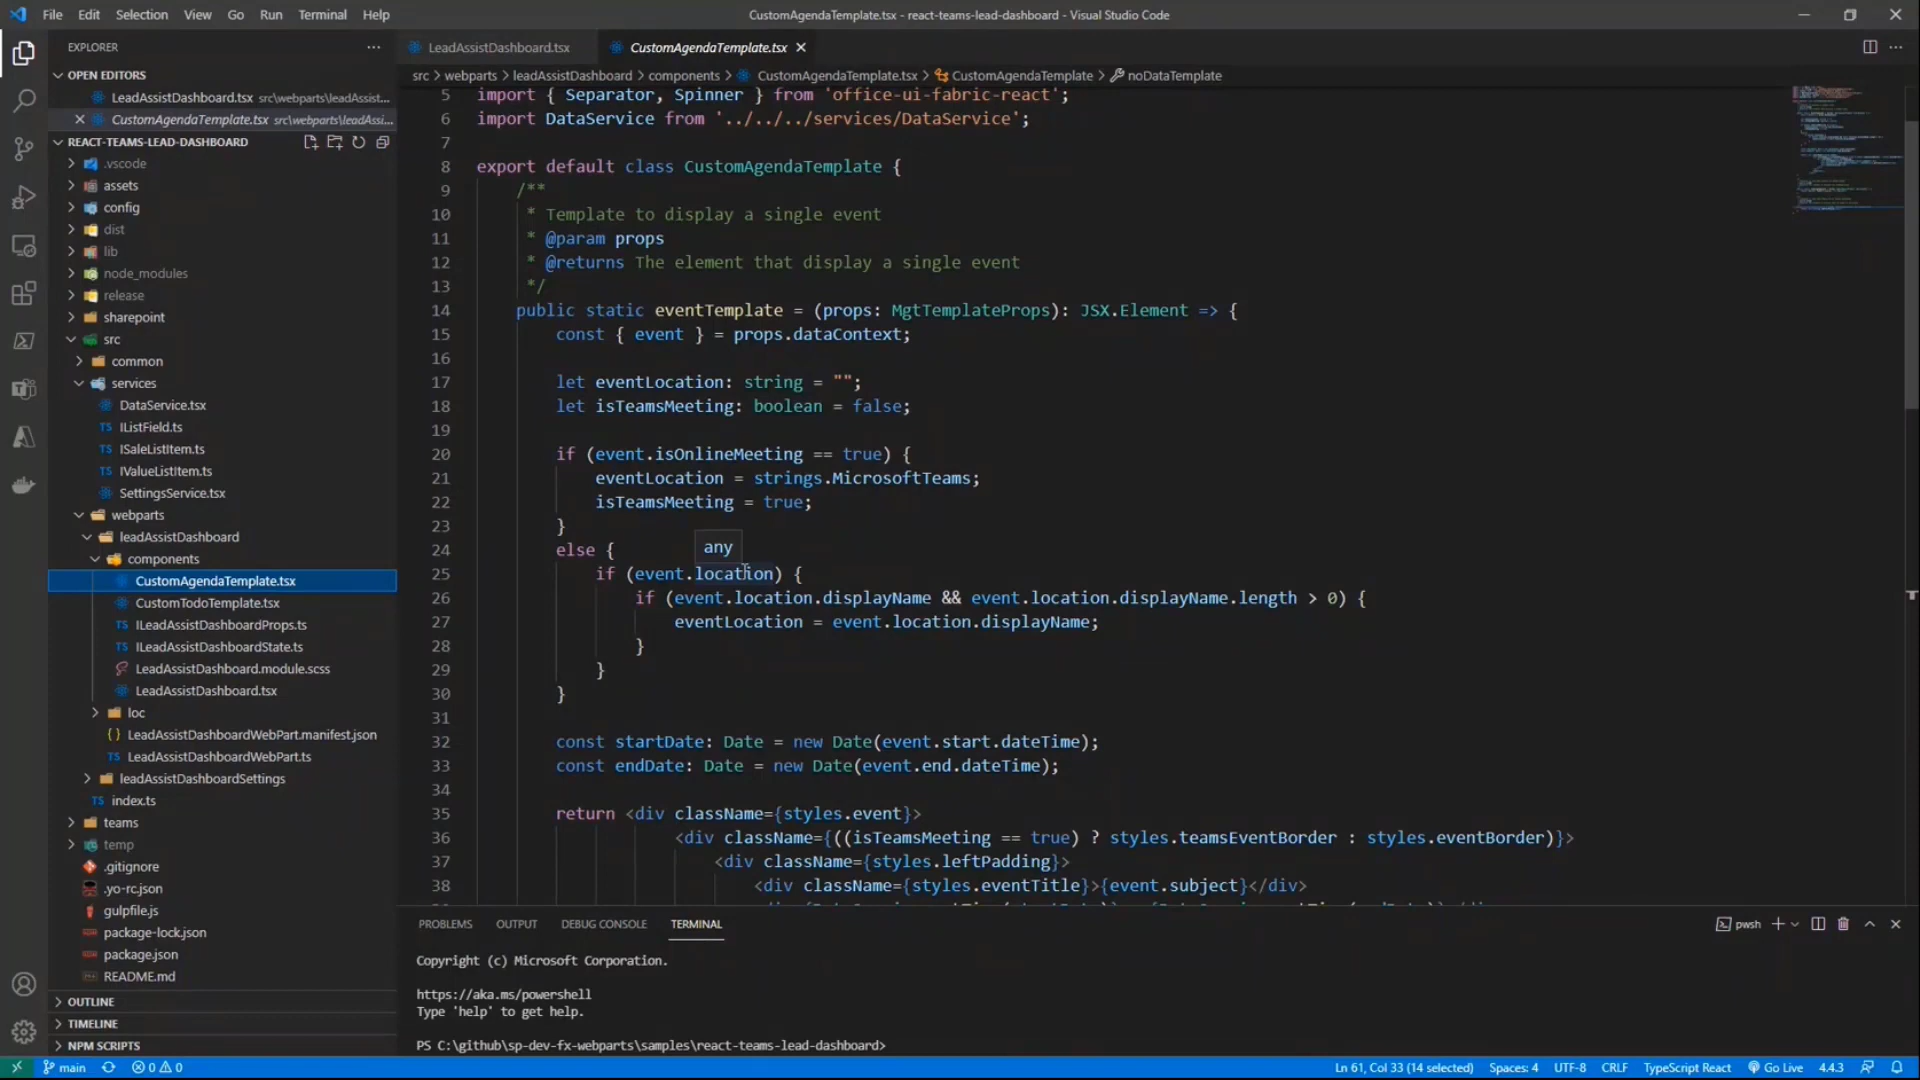 File Edit Selection View Go Run Terminal Help
CustomAgendaTemplate.tsx - react-teams-lead-dashboard - Visual Studio Code
EXPLORER
OPEN EDITORS
LeadAssistDashboard.tsx src\webparts\leadAssist...
CustomAgendaTemplate.tsx src\webparts\leadAssi...
REACT-TEAMS-LEAD-DASHBOARD
.vscode
assets
config
dist
lib
node_modules
release
sharepoint
src
common
services
DataService.tsx
TS IListField.ts
TS ISaleListItem.ts
TS IValueListItem.ts
SettingsService.tsx
webparts
leadAssistDashboard
components
CustomAgendaTemplate.tsx
CustomTodoTemplate.tsx
TS ILeadAssistDashboardProps.ts
TS ILeadAssistDashboardState.ts
LeadAssistDashboard.module.scss
LeadAssistDashboard.tsx
loc
{} LeadAssistDashboardWebPart.manifest.json
TS LeadAssistDashboardWebPart.ts
leadAssistDashboardSettings
TS index.ts
teams
temp
.gitignore
.yo-rc.json
gulpfile.js
package-lock.json
package.json
README.md
OUTLINE
TIMELINE
NPM SCRIPTS
LeadAssistDashboard.tsx CustomAgendaTemplate.tsx
src > webparts > leadAssistDashboard > components > CustomAgendaTemplate.tsx > CustomAgendaTemplate > noDataTemplate
5 import { Separator, Spinner } from 'office-ui-fabric-react';
6 import DataService from '../../../services/DataService';
7
8 export default class CustomAgendaTemplate {
9 /**
10 * Template to display a single event
11 * @param props
12 * @returns The element that display a single event
13 */
14 public static eventTemplate = (props: MgtTemplateProps): JSX.Element => {
15 const { event } = props.dataContext;
16
17 let eventLocation: string = "";
18 let isTeamsMeeting: boolean = false;
19
20 if (event.isOnlineMeeting == true) {
21 eventLocation = strings.MicrosoftTeams;
22 isTeamsMeeting = true;
23 }
any
24 else {
25 if (event.location) {
26 if (event.location.displayName && event.location.displayName.length > 0) {
27 eventLocation = event.location.displayName;
28 }
29 }
30 }
31
32 const startDate: Date = new Date(event.start.dateTime);
33 const endDate: Date = new Date(event.end.dateTime);
34
35 return <div className={styles.event}>
36 <div className={((isTeamsMeeting == true) ? styles.teamsEventBorder : styles.eventBorder)}>
37 <div className={styles.leftPadding}>
38 <div className={styles.eventTitle}>{event.subject}</div>
PROBLEMS OUTPUT DEBUG CONSOLE TERMINAL
pwsh
Copyright (c) Microsoft Corporation.
https://aka.ms/powershell
Type 'help' to get help.
PS C:\github\sp-dev-fx-webparts\samples\react-teams-lead-dashboard>
main 0 0 Ln 61, Col 33 (14 selected) Spaces: 4 UTF-8 CRLF TypeScript React Go Live 4.4.3